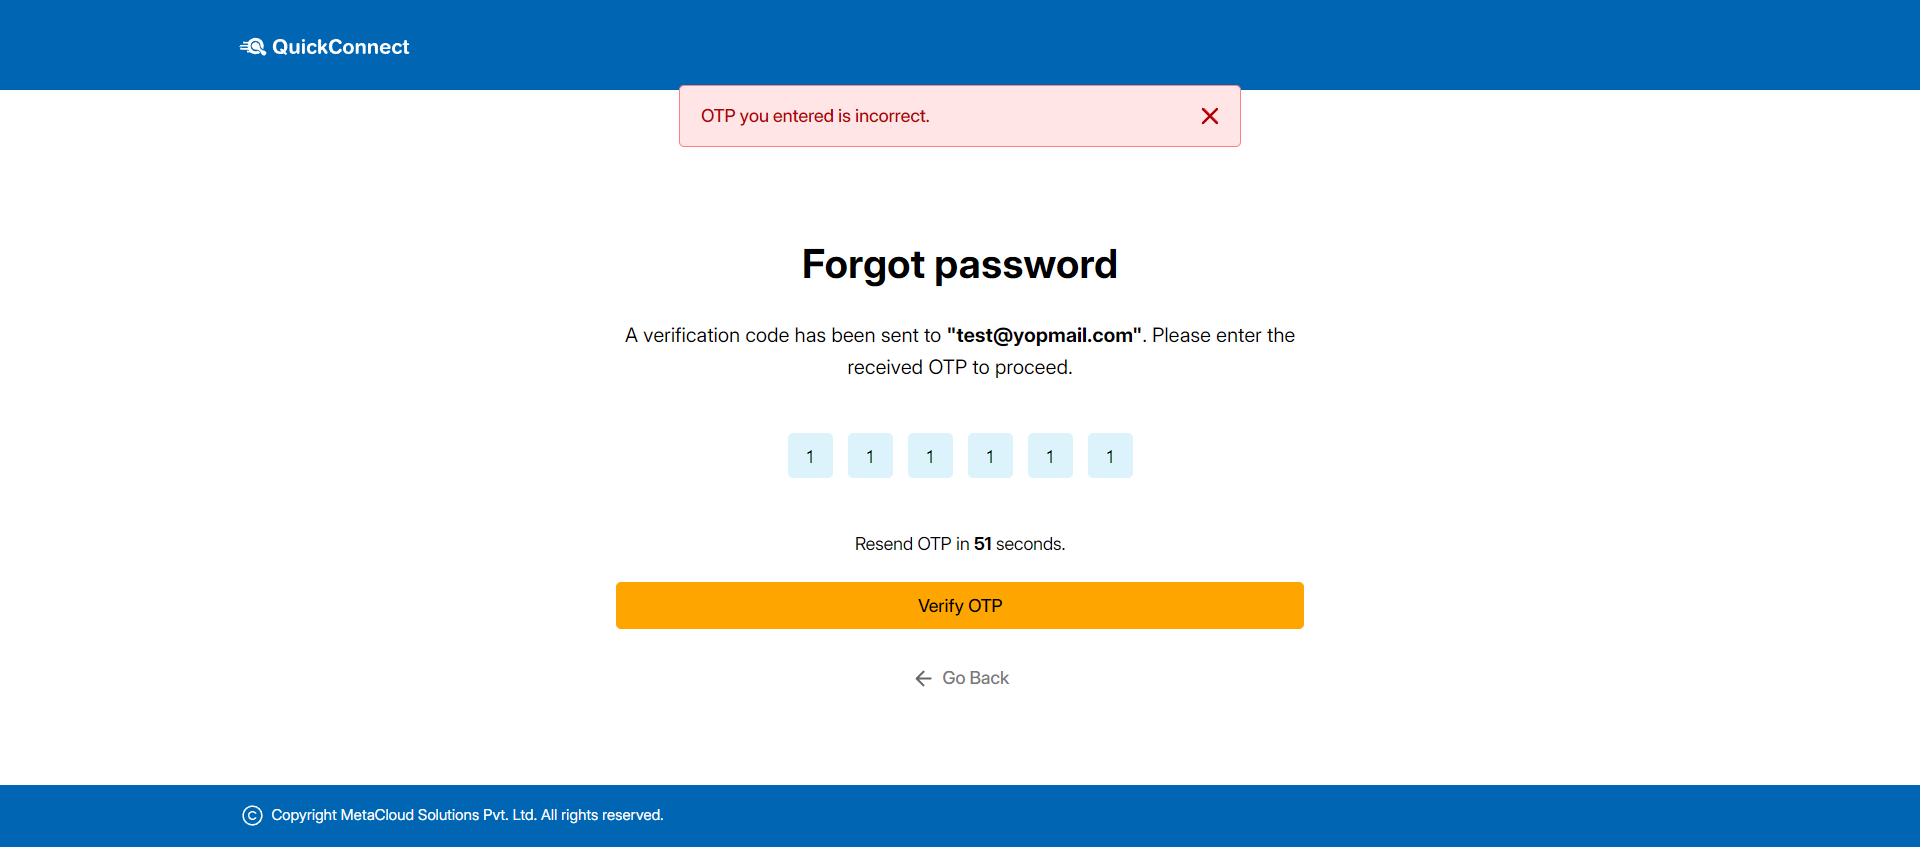 QuickConnect
OTP you entered is incorrect.
Forgot password
A verification code has been sent to "test@yopmail.com". Please enter the
received OTP to proceed.
1 1 1 1 1 1
Resend OTP in 51 seconds.
Verify OTP
Go Back
© Copyright MetaCloud Solutions Pvt. Ltd. All rights reserved.